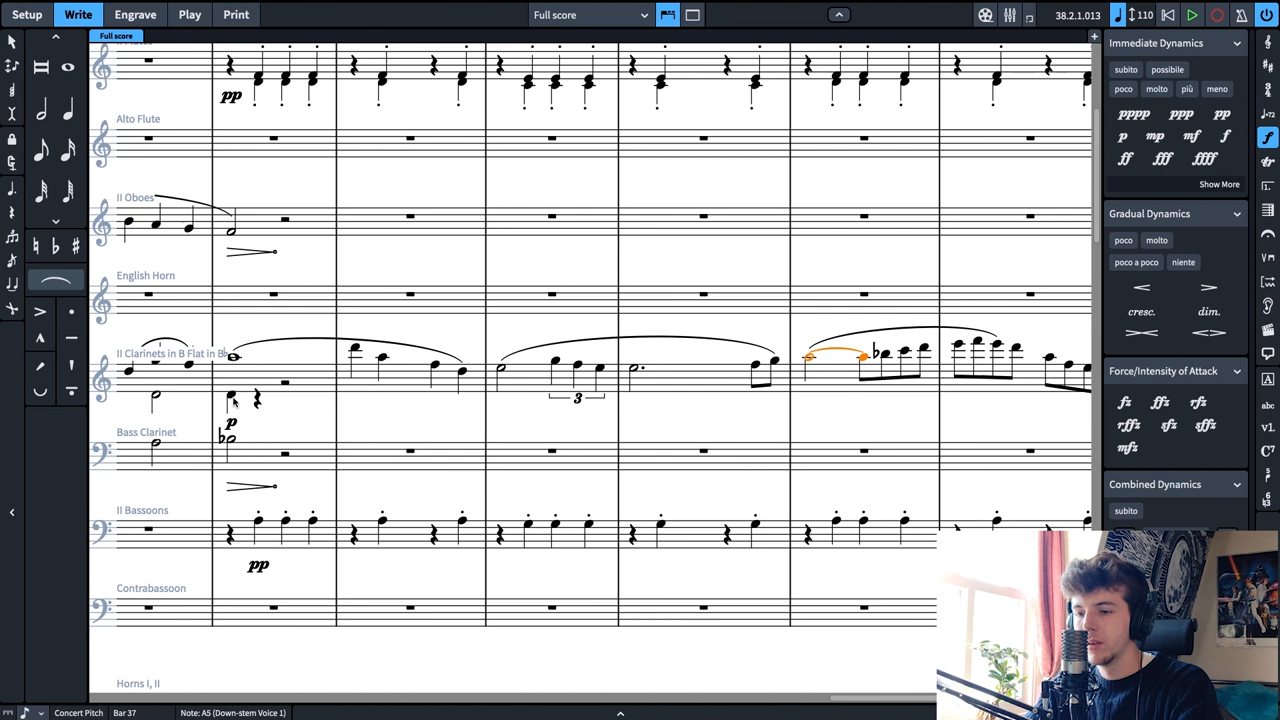 Setup Write Engrave Play Print Full score 38.2.1.013 110
Full score
pp
Alto Flute
II Oboes
English Horn
II Clarinets in B Flat in B♭
3
p
Bass Clarinet
II Bassoons
pp
Contrabassoon
Horns I, II
Immediate Dynamics
subito possibile
poco molto più meno
pppp ppp pp
p mp mf f
ff fff ffff
Show More
Gradual Dynamics
poco molto
poco a poco niente
cresc. dim.
Force/Intensity of Attack
fz ffz rfz
rffz sfz sffz
mfz
Combined Dynamics
subito
f
abc
v1.
C7
Concert Pitch Bar 37 Note: A5 (Down-stem Voice 1)